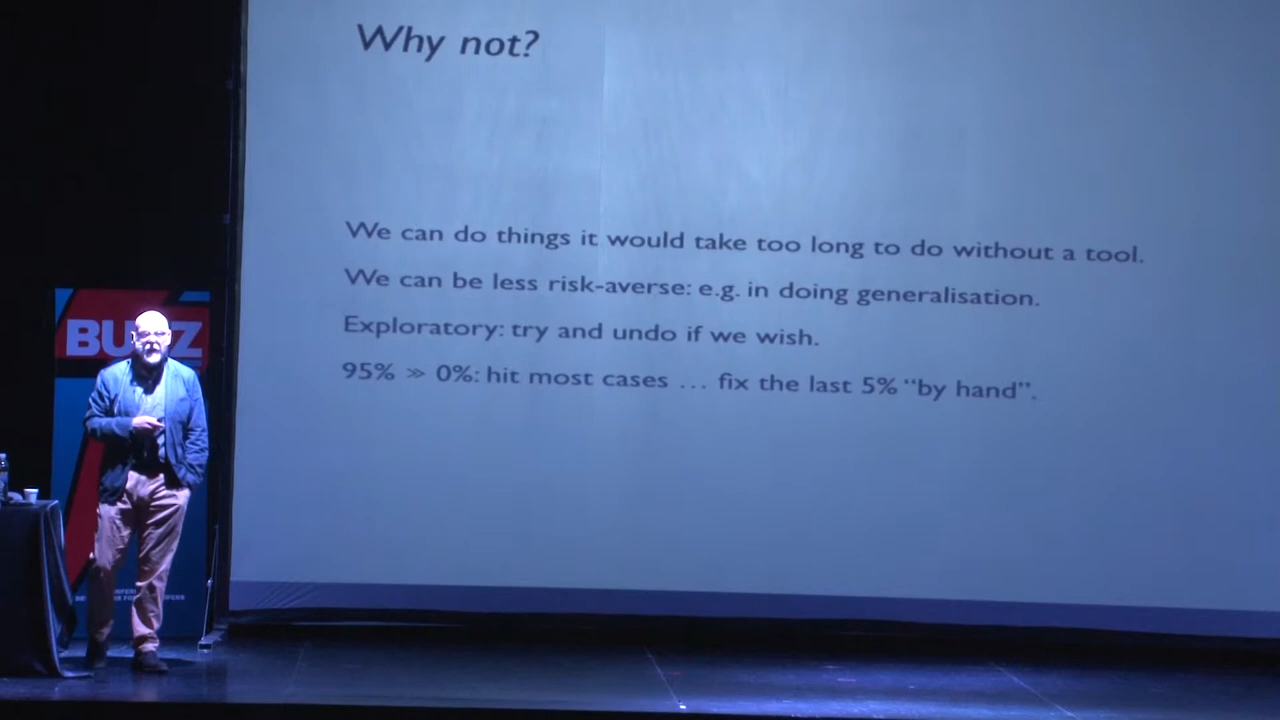 Why not?
We can do things it would take too long to do without a tool.
We can be less risk-averse: e.g. in doing generalisation.
Exploratory: try and undo if we wish.
95% ≫ 0%: hit most cases … fix the last 5% “by hand”.